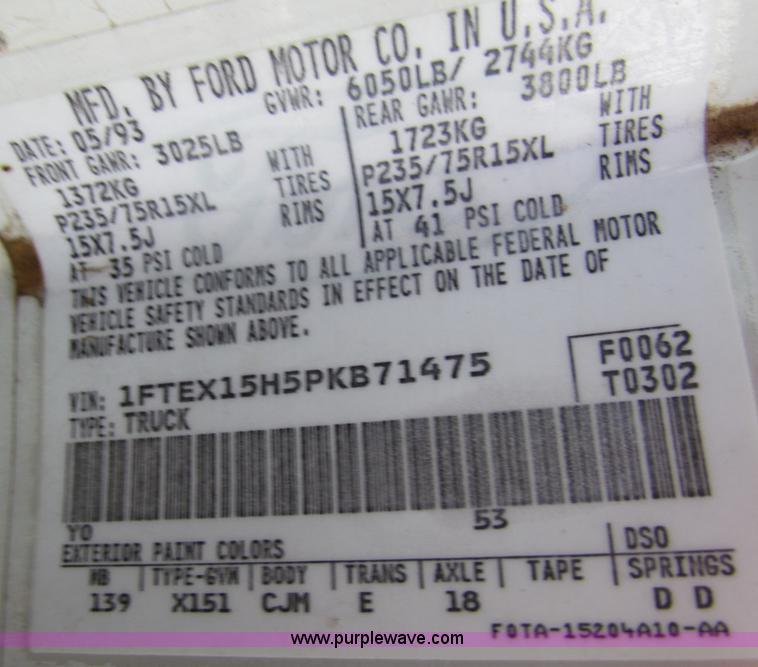 MFD. BY FORD MOTOR CO. IN U.S.A.
DATE: 05/93 GVWR: 6050LB/ 2744KG
FRONT GAWR: 3025LB REAR GAWR: 3800LB
1372KG WITH 1723KG WITH
P235/75R15XL TIRES P235/75R15XL TIRES
15X7.5J RIMS 15X7.5J RIMS
AT 35 PSI COLD AT 41 PSI COLD
THIS VEHICLE CONFORMS TO ALL APPLICABLE FEDERAL MOTOR
VEHICLE SAFETY STANDARDS IN EFFECT ON THE DATE OF
MANUFACTURE SHOWN ABOVE.
VIN: 1FTEX15H5PKB71475 F0062
TYPE: TRUCK T0302
YO 53
EXTERIOR PAINT COLORS DSO
WB TYPE-GVW BODY TRANS AXLE TAPE SPRINGS
139 X151 CJM E 18 D D
F0TA-15204A10-AA
www.purplewave.com